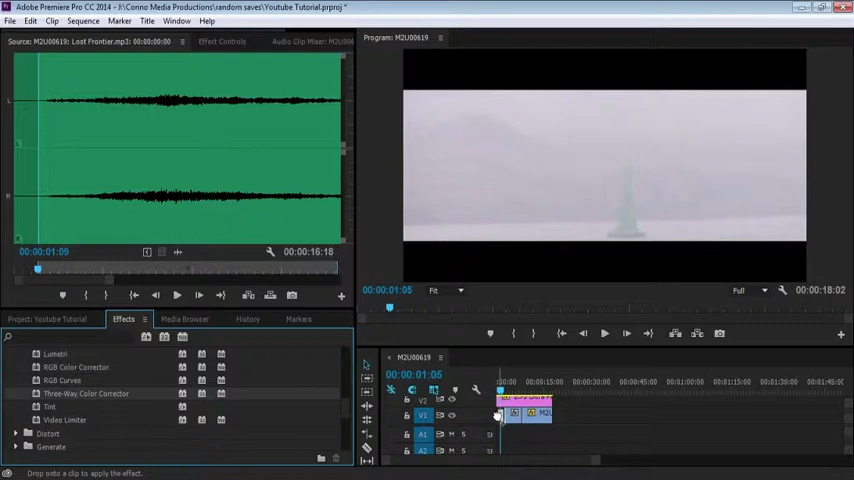 Adobe Premiere Pro CC 2014 - J:\Conno Media Productions\random saves\Youtube Tutorial.prproj *
File Edit Clip Sequence Marker Title Window Help
Source: M2U00619: Lost Frontier.mp3: 00:00:00:00
Effect Controls
Audio Clip Mixer: M2U00619
Program: M2U00619
L
R
00:00:01:09
00:00:16:18
00:00:01:05
Fit
Full
00:00:18:02
Project: Youtube Tutorial
Effects
Media Browser
History
Markers
Lumetri
RGB Color Corrector
RGB Curves
Three-Way Color Corrector
Tint
Video Limiter
Distort
Generate
M2U00619
00:00:01:05
:00:00 00:00:15:00 00:00:30:00 00:00:45:00 00:01:00:00 00:01:15:00 00:01:30:00 00:01:45:00
V2
V1 M2U
A1 M S
A2 M S
Drop onto a clip to apply the effect.